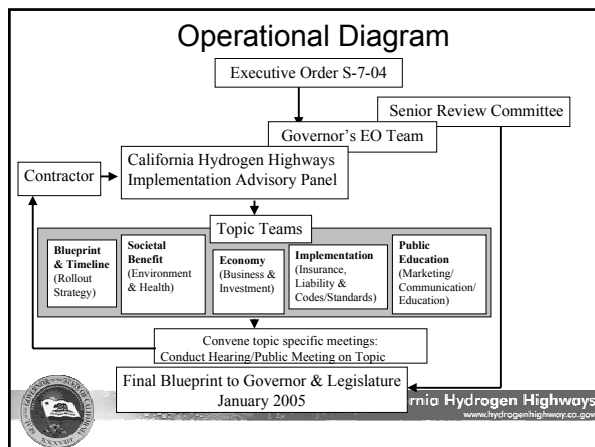 Operational Diagram
Executive Order S-7-04
Senior Review Committee
Governor's EO Team
California Hydrogen Highways
Implementation Advisory Panel
Contractor
Topic Teams
Blueprint
& Timeline
(Rollout
Strategy)
Societal
Benefit
(Environment
& Health)
Economy
(Business &
Investment)
Implementation
(Insurance,
Liability &
Codes/Standards)
Public
Education
(Marketing/
Communication/
Education)
Convene topic specific meetings:
Conduct Hearing/Public Meeting on Topic
Final Blueprint to Governor & Legislature
January 2005
rnia Hydrogen Highways
www.hydrogenhighway.ca.gov